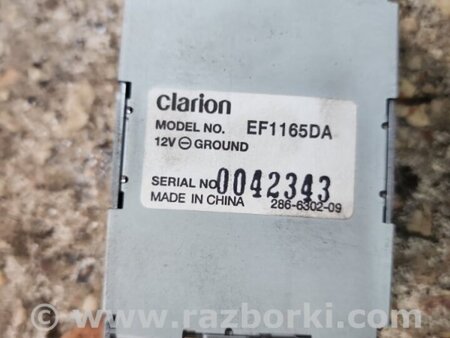 clarion
MODEL NO. EF1165DA
12V ⊖ GROUND
SERIAL NO. 0042343
MADE IN CHINA 286-6302-09
© www.razborki.com